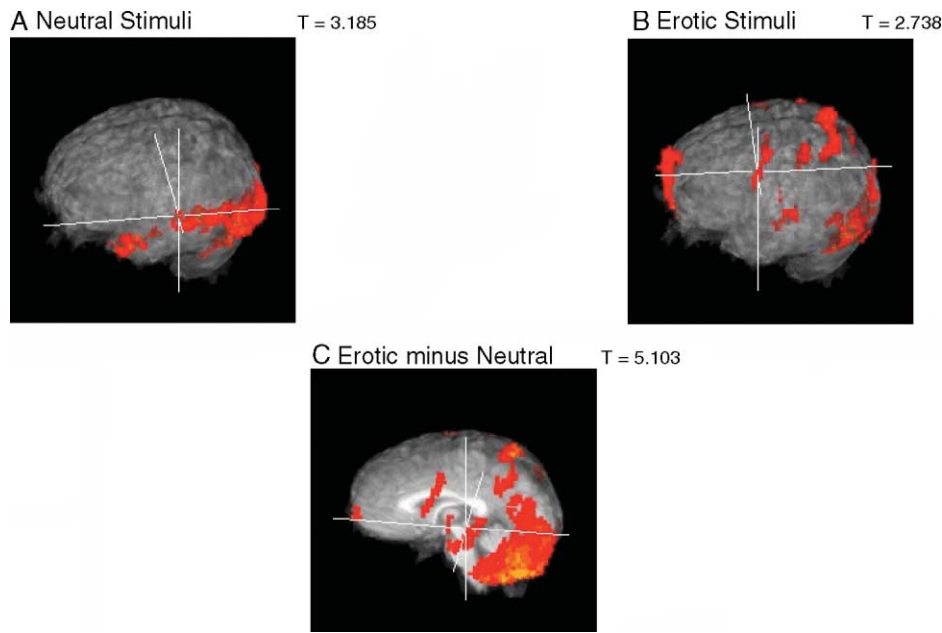 A Neutral Stimuli T = 3.185
B Erotic Stimuli T = 2.738
C Erotic minus Neutral T = 5.103